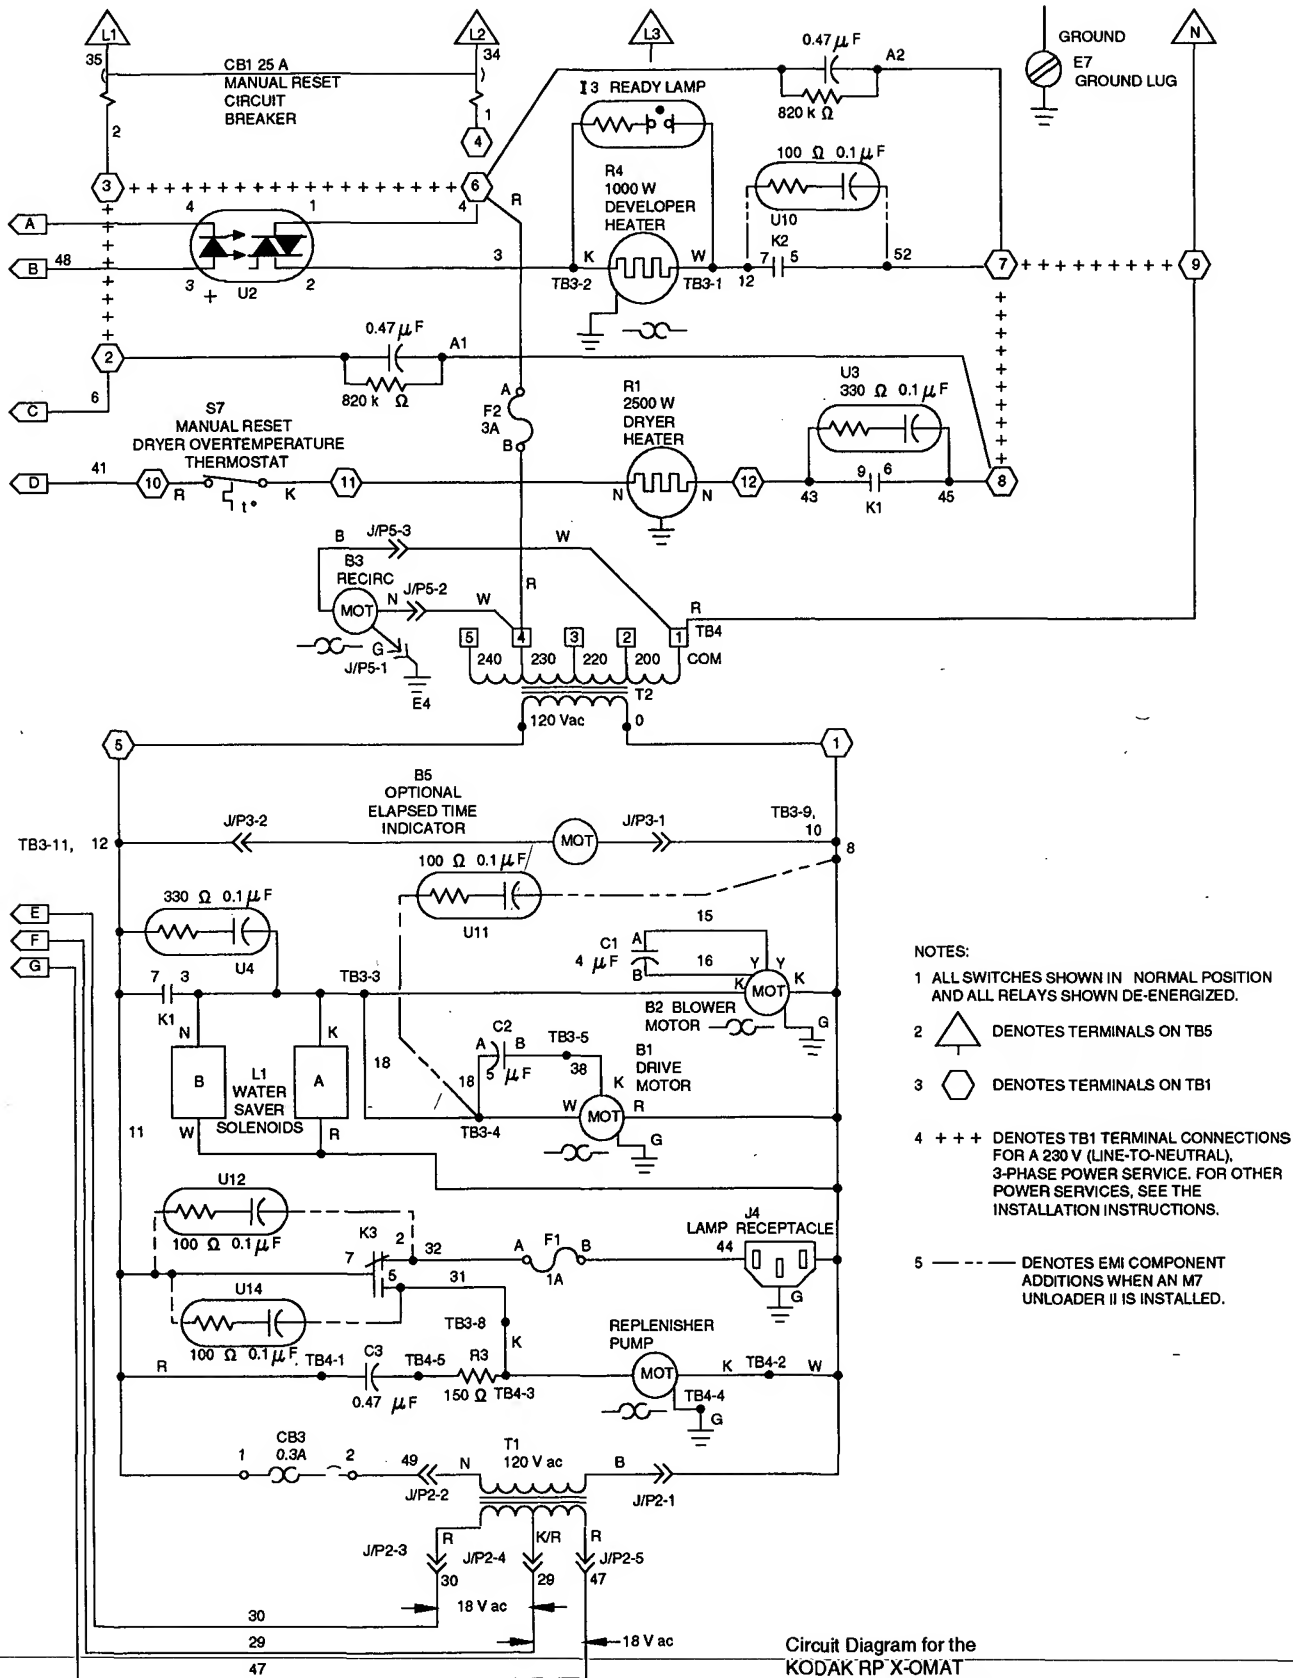 L1
L2
L3
N
35
34
CB1 25 A
MANUAL RESET
CIRCUIT
BREAKER
2
1
4
0.47 μF
A2
820 k Ω
GROUND
E7
GROUND LUG
I3 READY LAMP
3
6
4
1
4
R
R4
1000 W
DEVELOPER
HEATER
100 Ω 0.1 μF
U10
K2
7
5
52
A
B
48
3
+
U2
2
3
TB3-2
K
W
TB3-1
12
7
9
2
0.47 μF
A1
820 k Ω
6
C
S7
MANUAL RESET
DRYER OVERTEMPERATURE
THERMOSTAT
A
F2
3A
B
R1
2500 W
DRYER
HEATER
U3
330 Ω 0.1 μF
D
41
10
R
t°
K
11
N
N
12
43
9
6
K1
45
8
B
J/P5-3
W
B3
RECIRC
MOT
N
J/P5-2
W
R
G
J/P5-1
E4
5
4
3
2
1
R
TB4
240
230
220
200
COM
T2
120 Vac
0
5
1
B5
OPTIONAL
ELAPSED TIME
INDICATOR
TB3-11,
12
J/P3-2
MOT
J/P3-1
TB3-9,
10
8
100 Ω 0.1 μF
U11
330 Ω 0.1 μF
U4
E
F
G
15
C1
4 μF
A
B
16
Y
Y
K
MOT
K
G
B2 BLOWER
MOTOR
7
3
K1
TB3-3
N
K
B
L1
WATER
SAVER
SOLENOIDS
A
W
R
18
18
C2
A
B
5 μF
TB3-5
38
K
B1
DRIVE
MOTOR
W
MOT
R
G
TB3-4
11
U12
100 Ω 0.1 μF
K3
7
2
32
5
31
A
F1
1A
B
44
J4
LAMP RECEPTACLE
G
U14
100 Ω 0.1 μF
TB3-8
K
R
TB4-1
C3
0.47 μF
TB4-5
R3
150 Ω
TB4-3
REPLENISHER
PUMP
MOT
K
TB4-2
W
TB4-4
G
CB3
0.3A
1
2
49
N
J/P2-2
T1
120 V ac
B
J/P2-1
R
K/R
R
J/P2-3
J/P2-4
J/P2-5
30
29
47
18 V ac
18 V ac
30
29
47
NOTES:
1 ALL SWITCHES SHOWN IN NORMAL POSITION
AND ALL RELAYS SHOWN DE-ENERGIZED.
2 DENOTES TERMINALS ON TB5
3 DENOTES TERMINALS ON TB1
4 + + + DENOTES TB1 TERMINAL CONNECTIONS
FOR A 230 V (LINE-TO-NEUTRAL),
3-PHASE POWER SERVICE. FOR OTHER
POWER SERVICES, SEE THE
INSTALLATION INSTRUCTIONS.
5 DENOTES EMI COMPONENT
ADDITIONS WHEN AN M7
UNLOADER II IS INSTALLED.
Circuit Diagram for the
KODAK RP X-OMAT